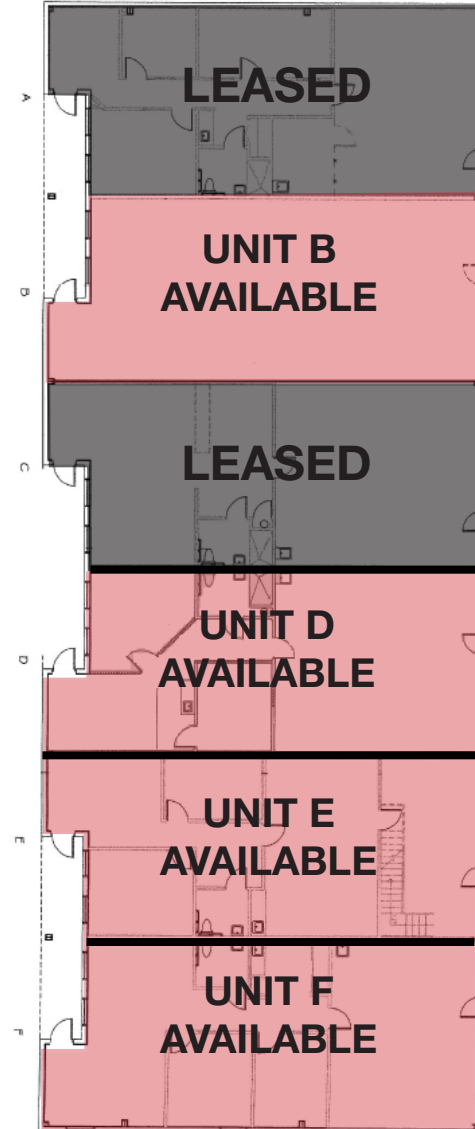 A
LEASED
UNIT B
AVAILABLE
B
LEASED
C
UNIT D
AVAILABLE
D
UNIT E
AVAILABLE
E
UNIT F
AVAILABLE
F